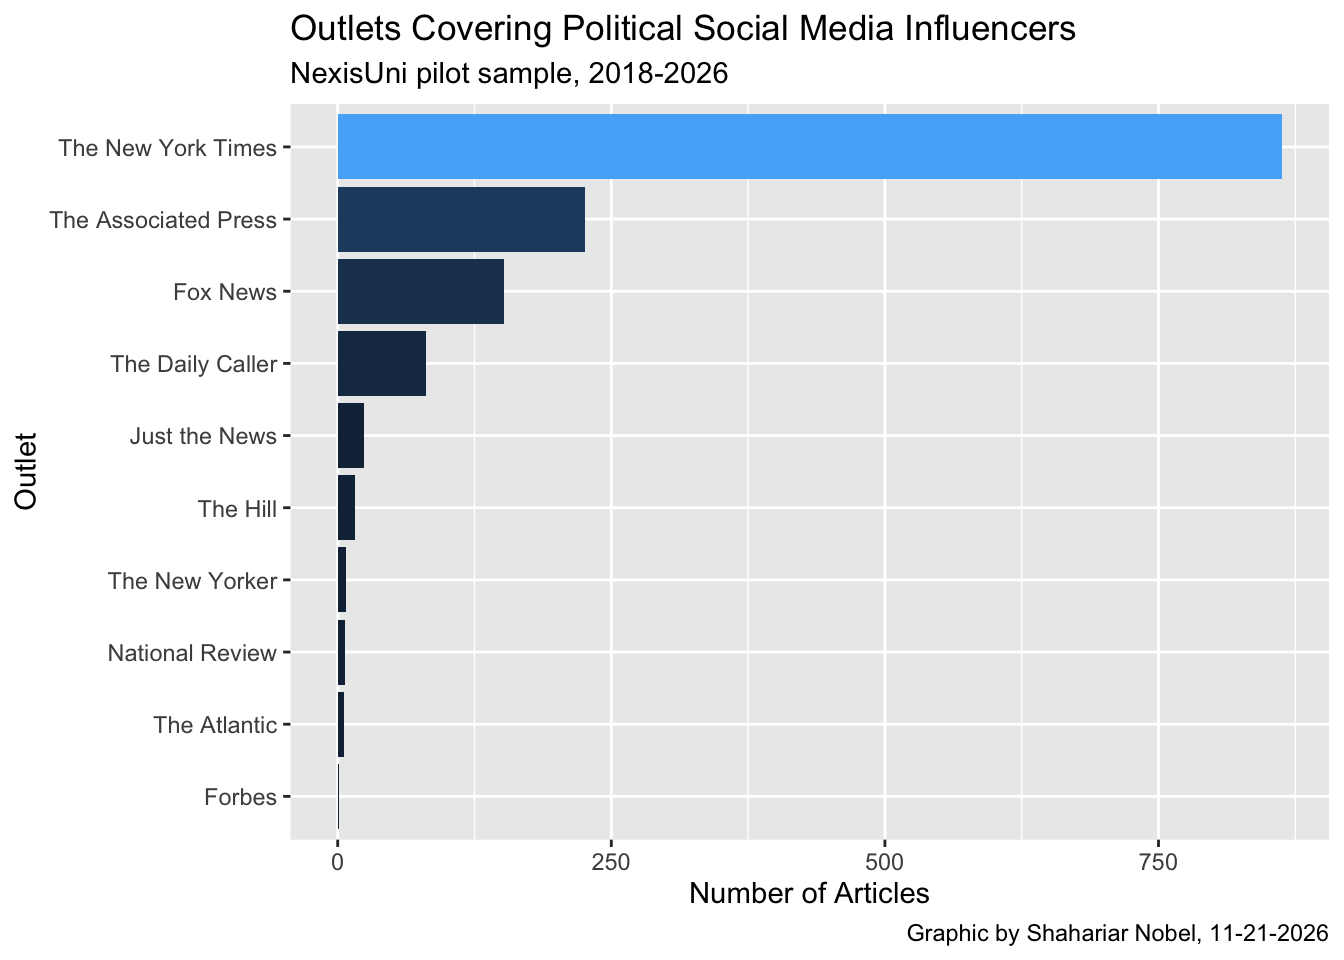 Outlets Covering Political Social Media Influencers
NexisUni pilot sample, 2018-2026
The New York Times
The Associated Press
Fox News
The Daily Caller
Just the News
The Hill
The New Yorker
National Review
The Atlantic
Forbes
Outlet
0 250 500 750
Number of Articles
Graphic by Shahariar Nobel, 11-21-2026